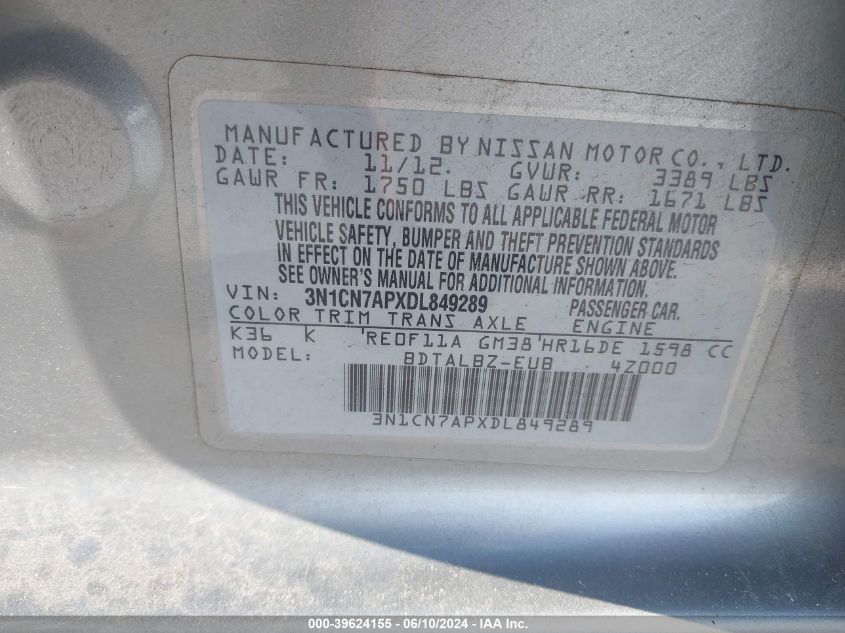 MANUFACTURED BY NISSAN MOTOR CO., LTD.
DATE: 11/12. GVWR: 3389 LBS
GAWR FR: 1750 LBS GAWR RR: 1671 LBS
THIS VEHICLE CONFORMS TO ALL APPLICABLE FEDERAL MOTOR
VEHICLE SAFETY, BUMPER AND THEFT PREVENTION STANDARDS
IN EFFECT ON THE DATE OF MANUFACTURE SHOWN ABOVE.
SEE OWNER'S MANUAL FOR ADDITIONAL INFORMATION.
VIN: 3N1CN7APXDL849289 PASSENGER CAR.
COLOR TRIM TRANS AXLE ENGINE
K36 K RE0F11A GM38 HR16DE 1598 CC
MODEL: BDTALBZ-EUB 4Z000
3N1CN7APXDL849289
000-39624155 - 06/10/2024 - IAA Inc.